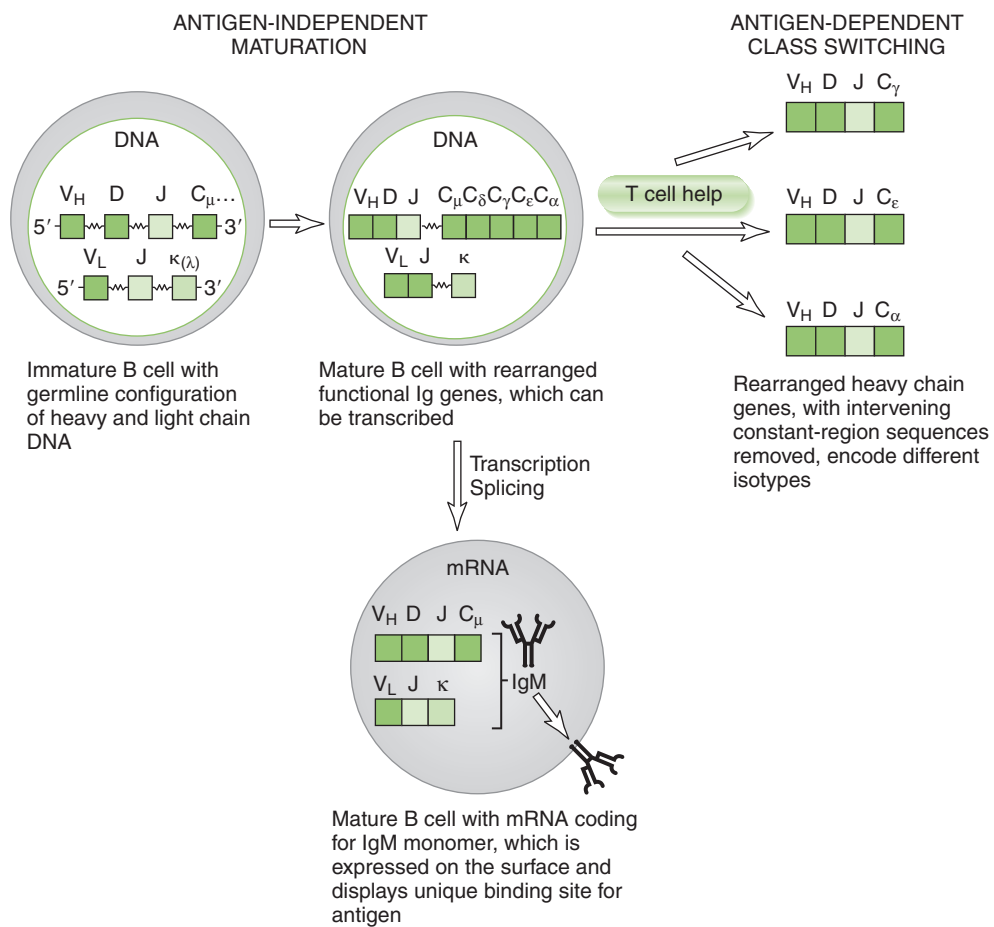 ANTIGEN-INDEPENDENT
MATURATION
ANTIGEN-DEPENDENT
CLASS SWITCHING
DNA
V_H D J C_μ...
5′ 3′
V_L J κ_(λ)
5′ 3′
Immature B cell with
germline configuration
of heavy and light chain
DNA
DNA
V_H D J C_μ C_δ C_γ C_ε C_α
V_L J κ
Mature B cell with rearranged
functional Ig genes, which can
be transcribed
T cell help
V_H D J C_γ
V_H D J C_ε
V_H D J C_α
Rearranged heavy chain
genes, with intervening
constant-region sequences
removed, encode different
isotypes
Transcription
Splicing
mRNA
V_H D J C_μ
V_L J κ
IgM
Mature B cell with mRNA coding
for IgM monomer, which is
expressed on the surface and
displays unique binding site for
antigen